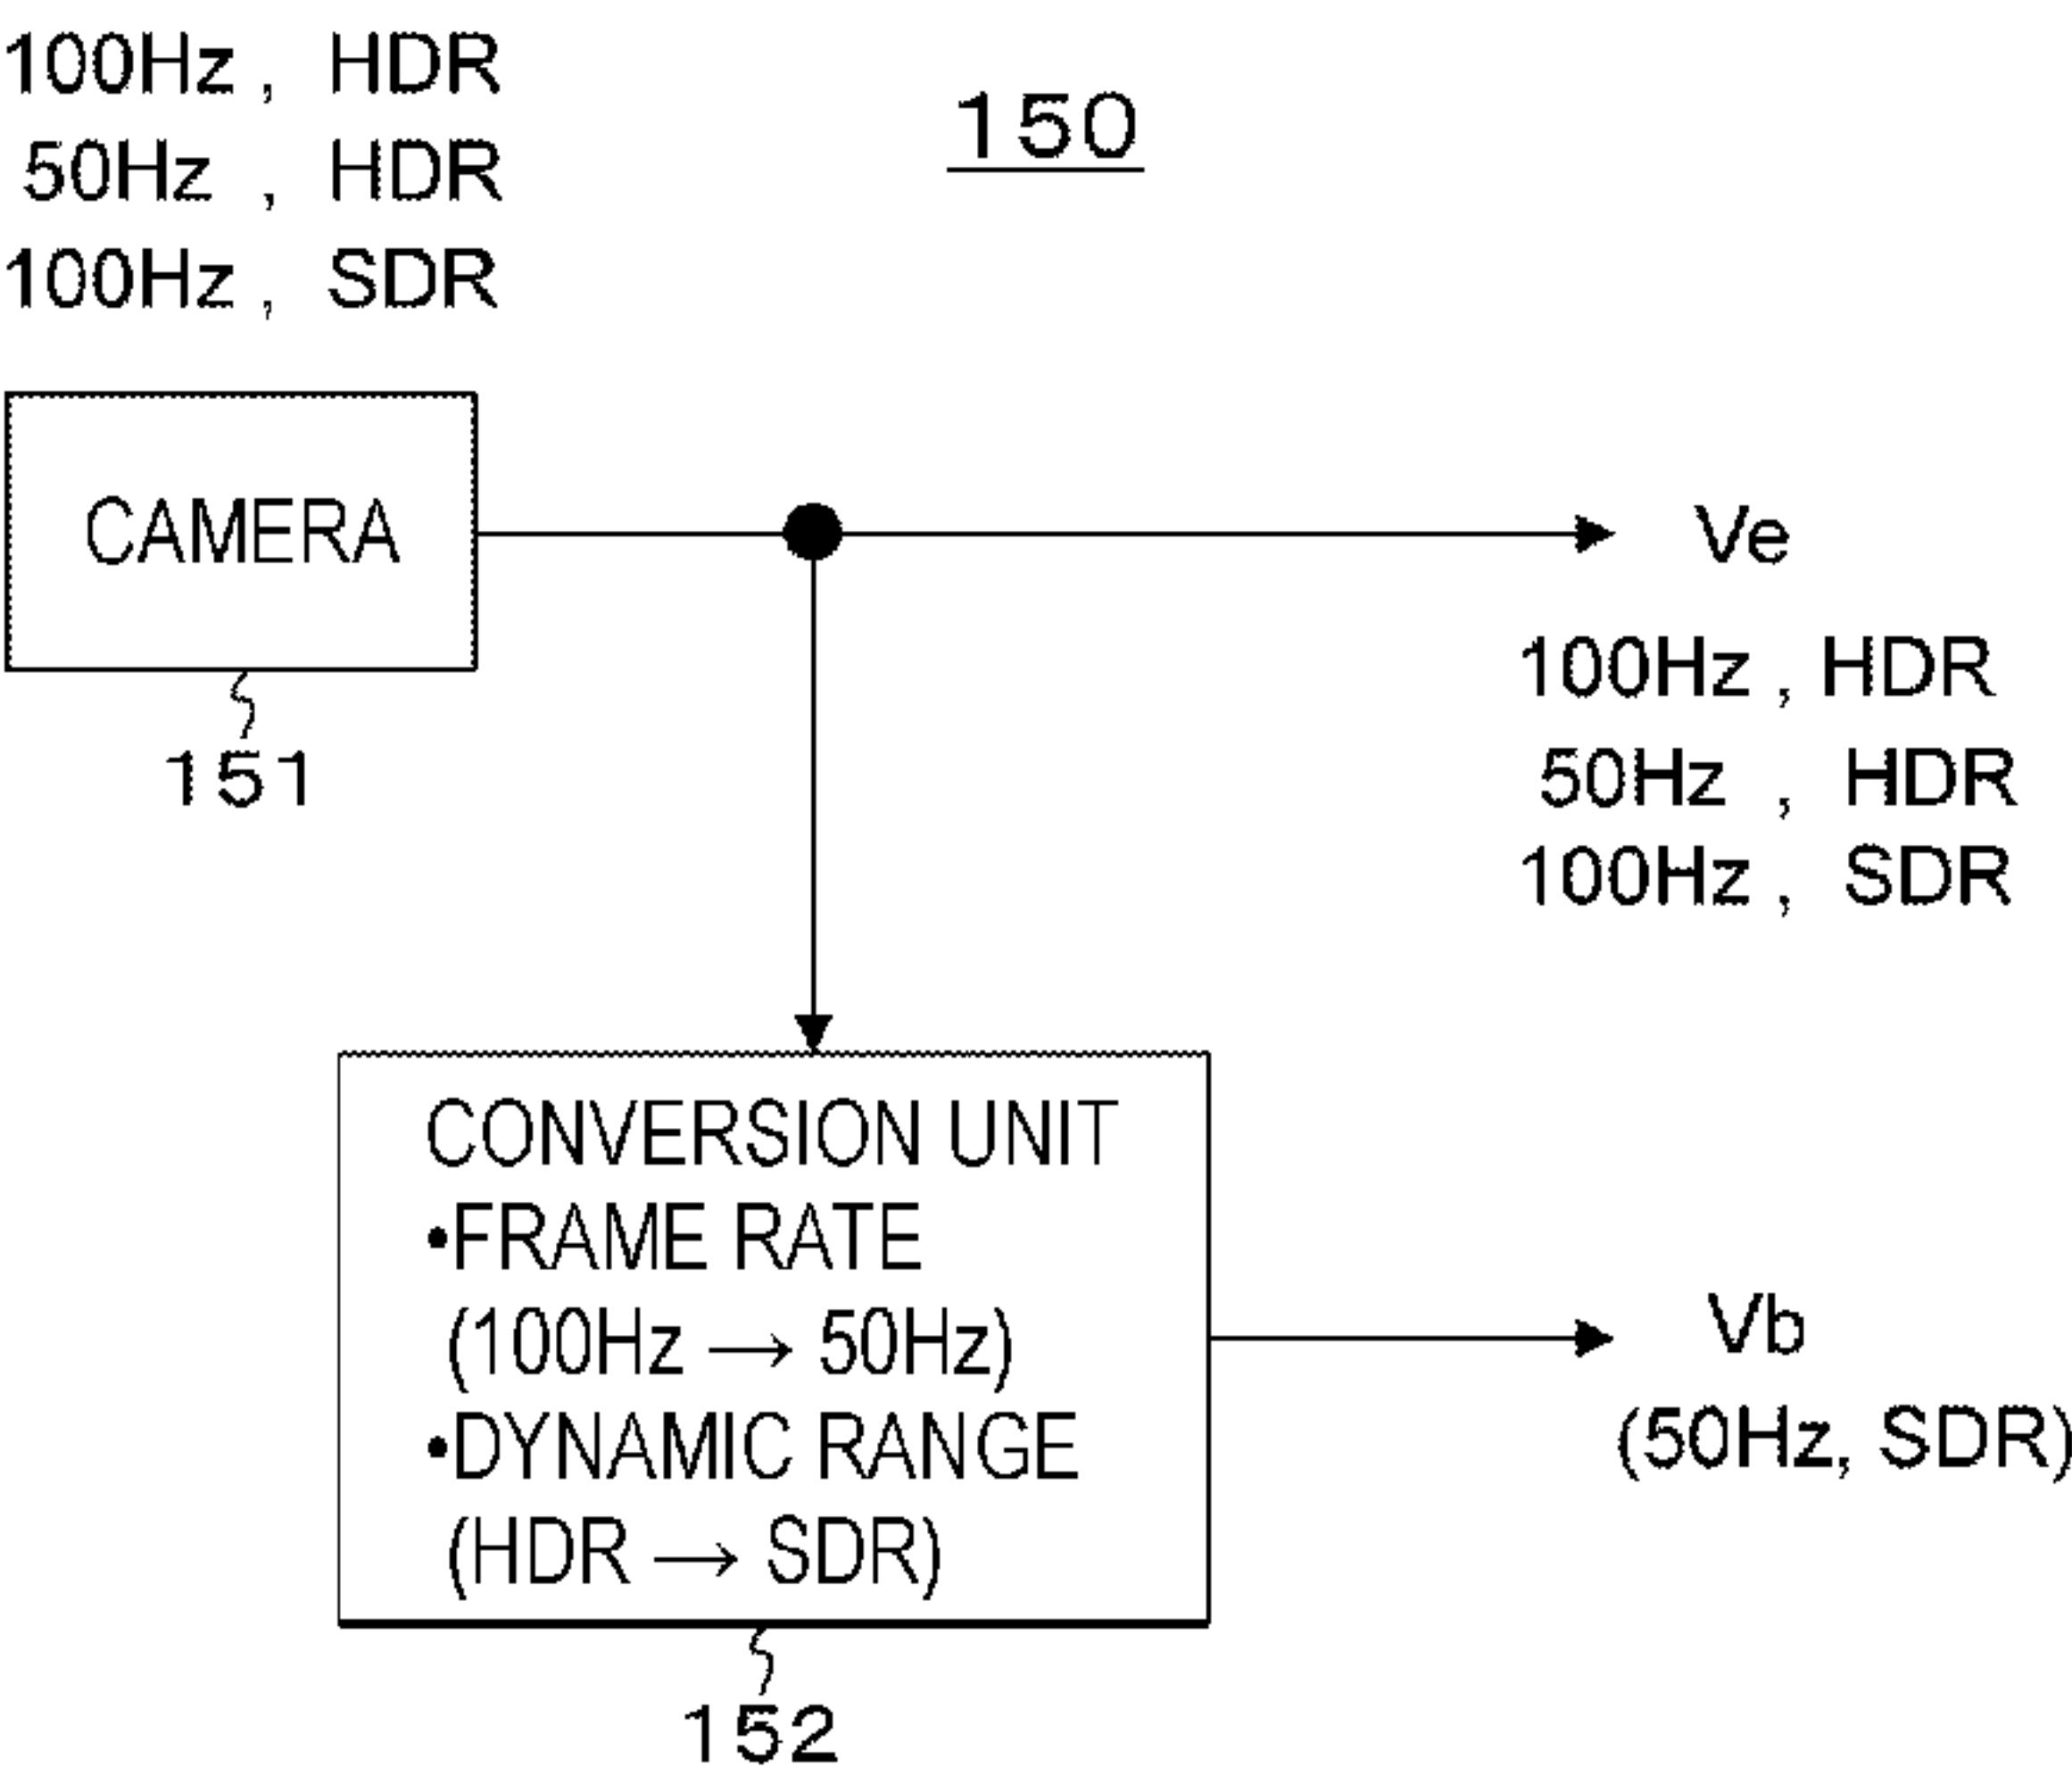 100Hz , HDR
50Hz , HDR
100Hz , SDR
150
CAMERA
151
Ve
100Hz , HDR
50Hz , HDR
100Hz , SDR
CONVERSION UNIT
•FRAME RATE
(100Hz → 50Hz)
•DYNAMIC RANGE
(HDR → SDR)
152
Vb
(50Hz, SDR)